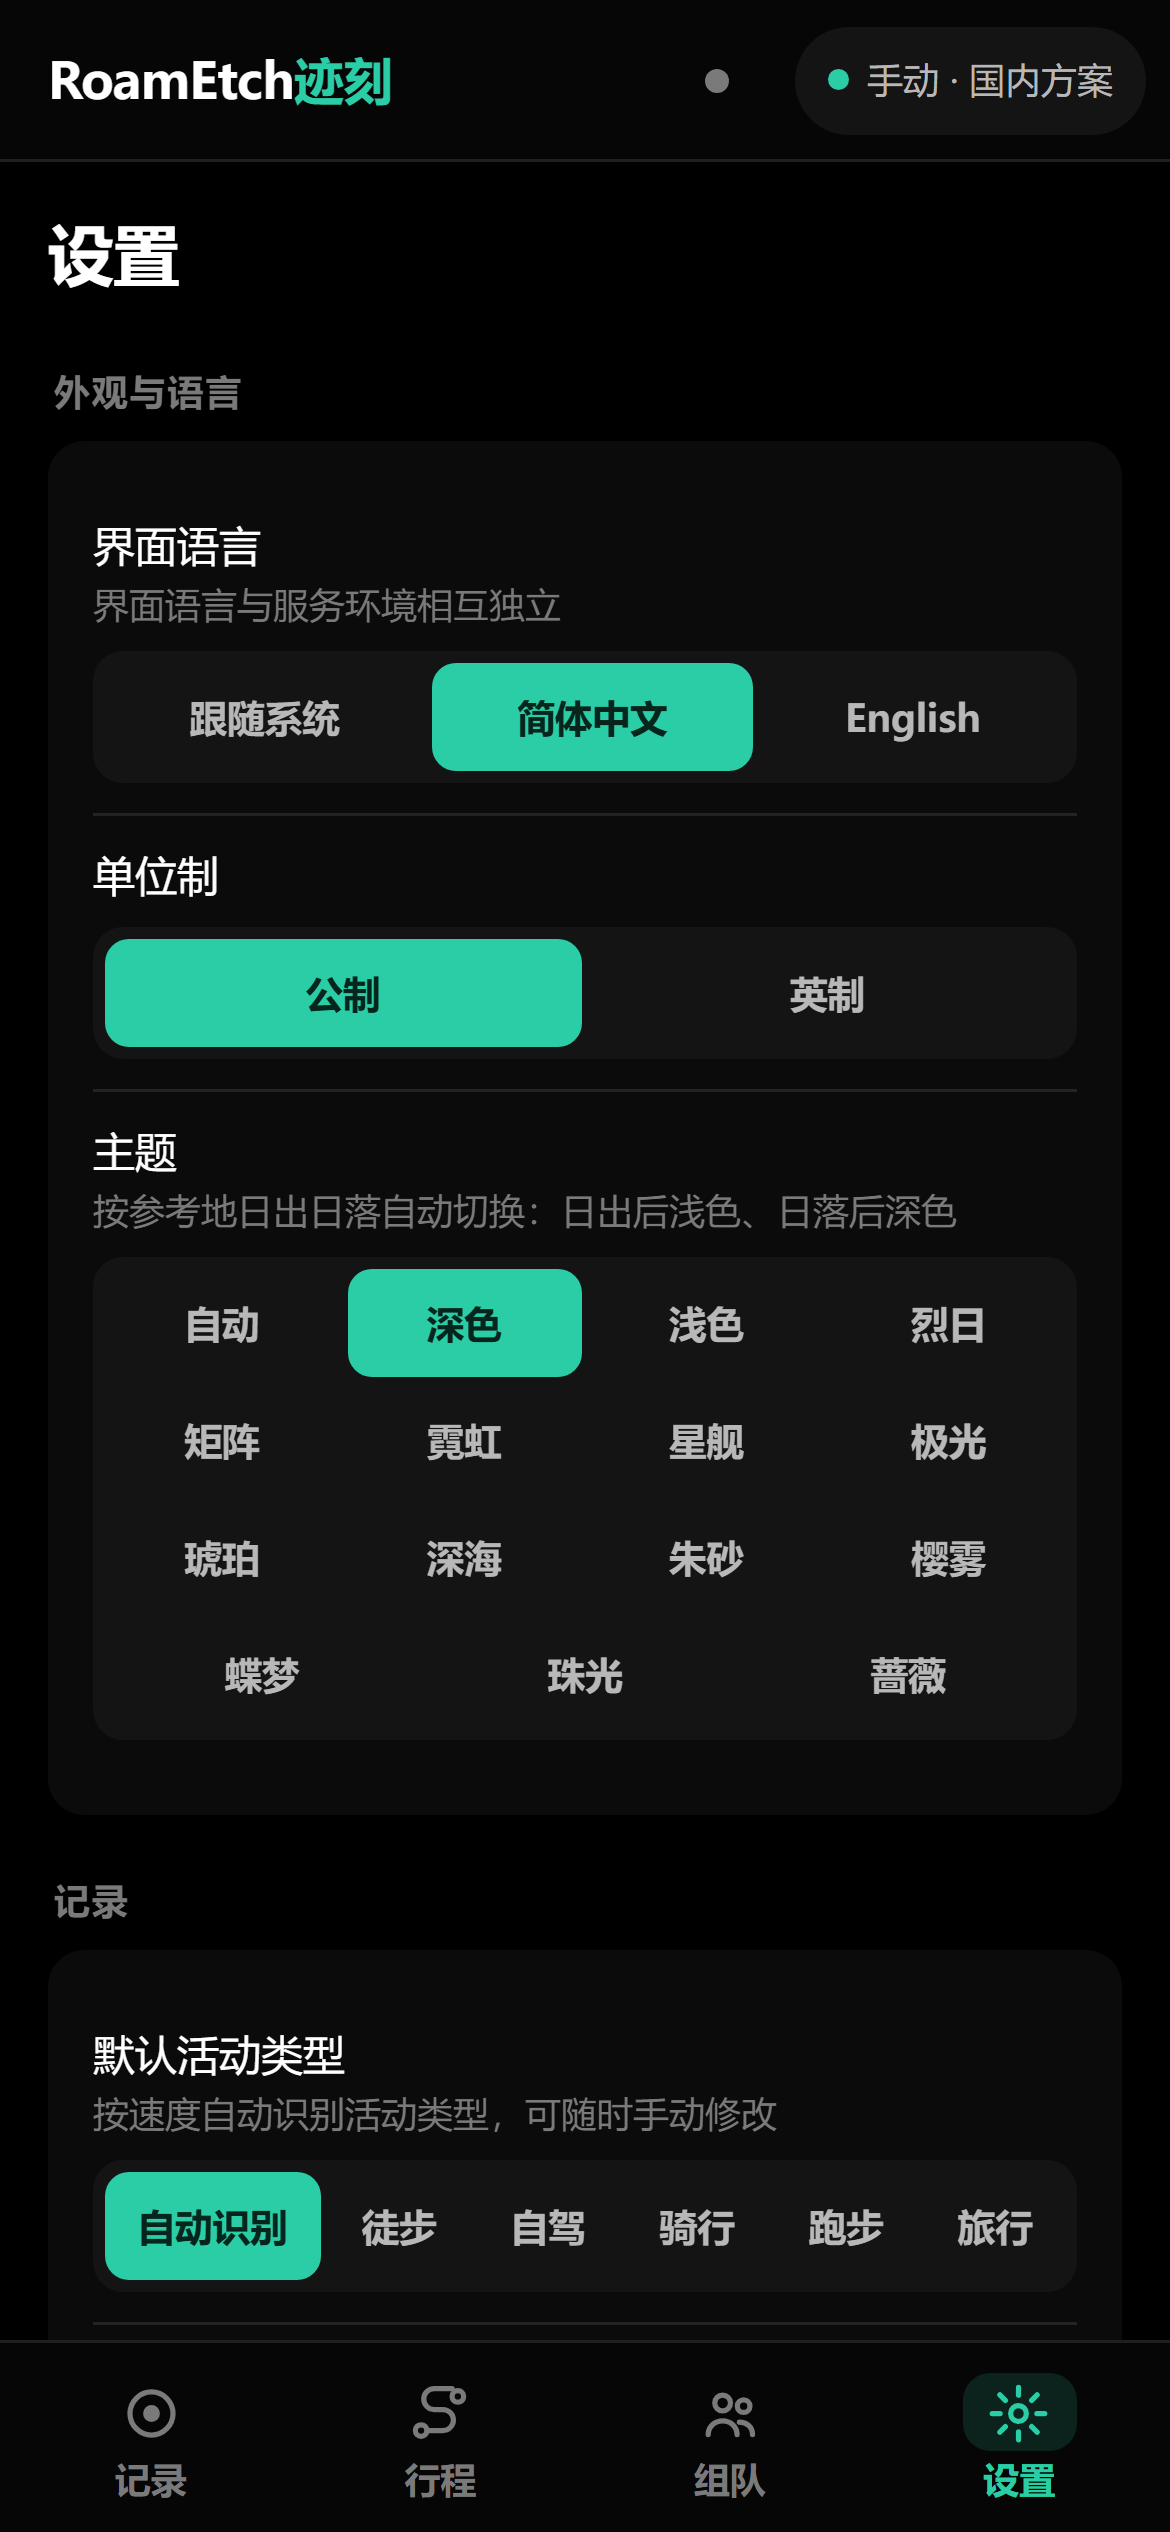 RoamEtch迹刻
手动 · 国内方案
设置
外观与语言
界面语言
界面语言与服务环境相互独立
跟随系统 简体中文 English
单位制
公制 英制
主题
按参考地日出日落自动切换：日出后浅色、日落后深色
自动 深色 浅色 烈日
矩阵 霓虹 星舰 极光
琥珀 深海 朱砂 樱雾
蝶梦 珠光 蔷薇
记录
默认活动类型
按速度自动识别活动类型，可随时手动修改
自动识别 徒步 自驾 骑行 跑步 旅行
记录 行程 组队 设置